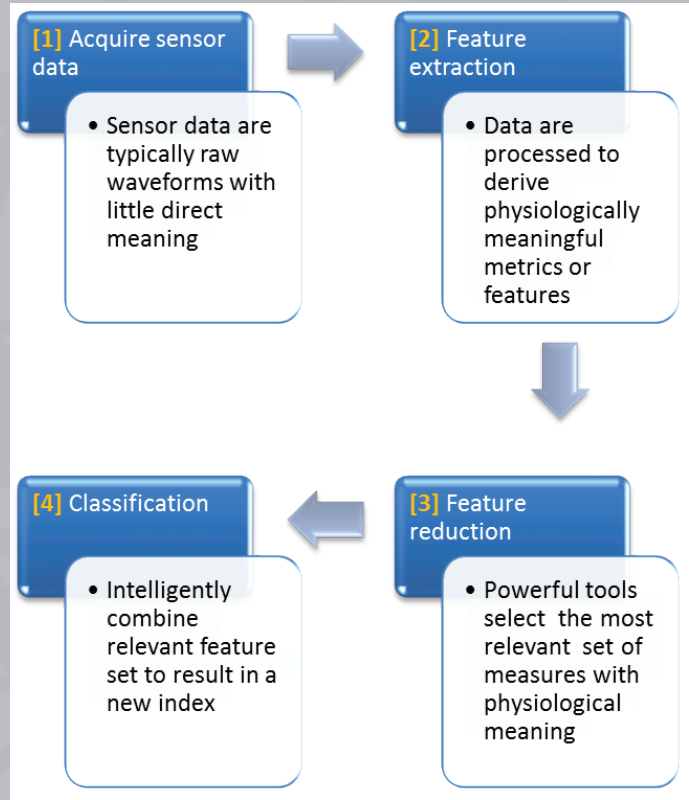 [1] Acquire sensor
data
• Sensor data are
typically raw
waveforms with
little direct
meaning
[2] Feature
extraction
• Data are
processed to
derive
physiologically
meaningful
metrics or
features
[3] Feature
reduction
• Powerful tools
select the most
relevant set of
measures with
physiological
meaning
[4] Classification
• Intelligently
combine
relevant feature
set to result in a
new index